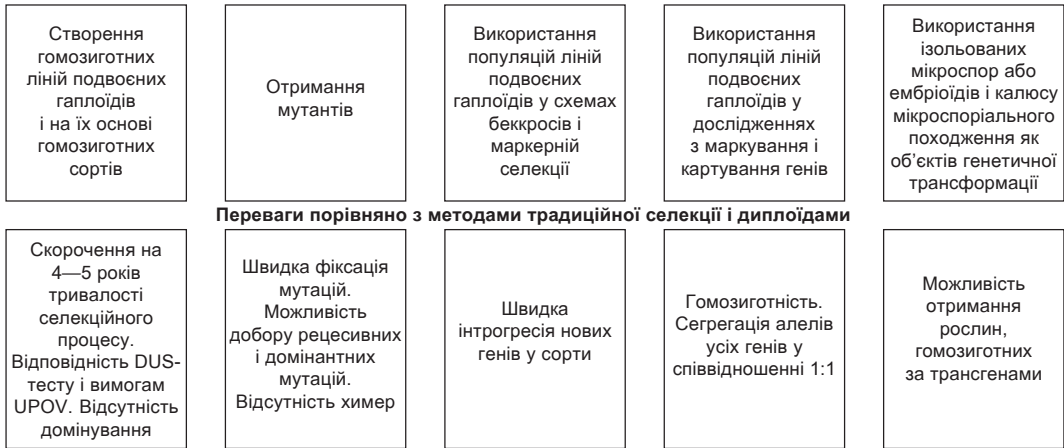 Створення
гомозиготних
ліній подвоєних
гаплоїдів
і на їх основі
гомозиготних
сортів
Отримання
мутантів
Використання
популяцій ліній
подвоєних
гаплоїдів у схемах
беккросів і
маркерній
селекції
Використання
популяцій ліній
подвоєних
гаплоїдів у
дослідженнях
з маркування і
картування генів
Використання
ізольованих
мікроспор або
ембріоїдів і калюсу
мікроспоріального
походження як
об’єктів генетичної
трансформації
Переваги порівняно з методами традиційної селекції і диплоїдами
Скорочення на
4—5 років
тривалості
селекційного
процесу.
Відповідність DUS-
тесту і вимогам
UPOV. Відсутність
домінування
Швидка фіксація
мутацій.
Можливість
добору рецесивних
і домінантних
мутацій.
Відсутність химер
Швидка
інтрогресія нових
генів у сорти
Гомозиготність.
Сегрегація алелів
усіх генів у
співвідношенні 1:1
Можливість
отримання
рослин,
гомозиготних
за трансгенами